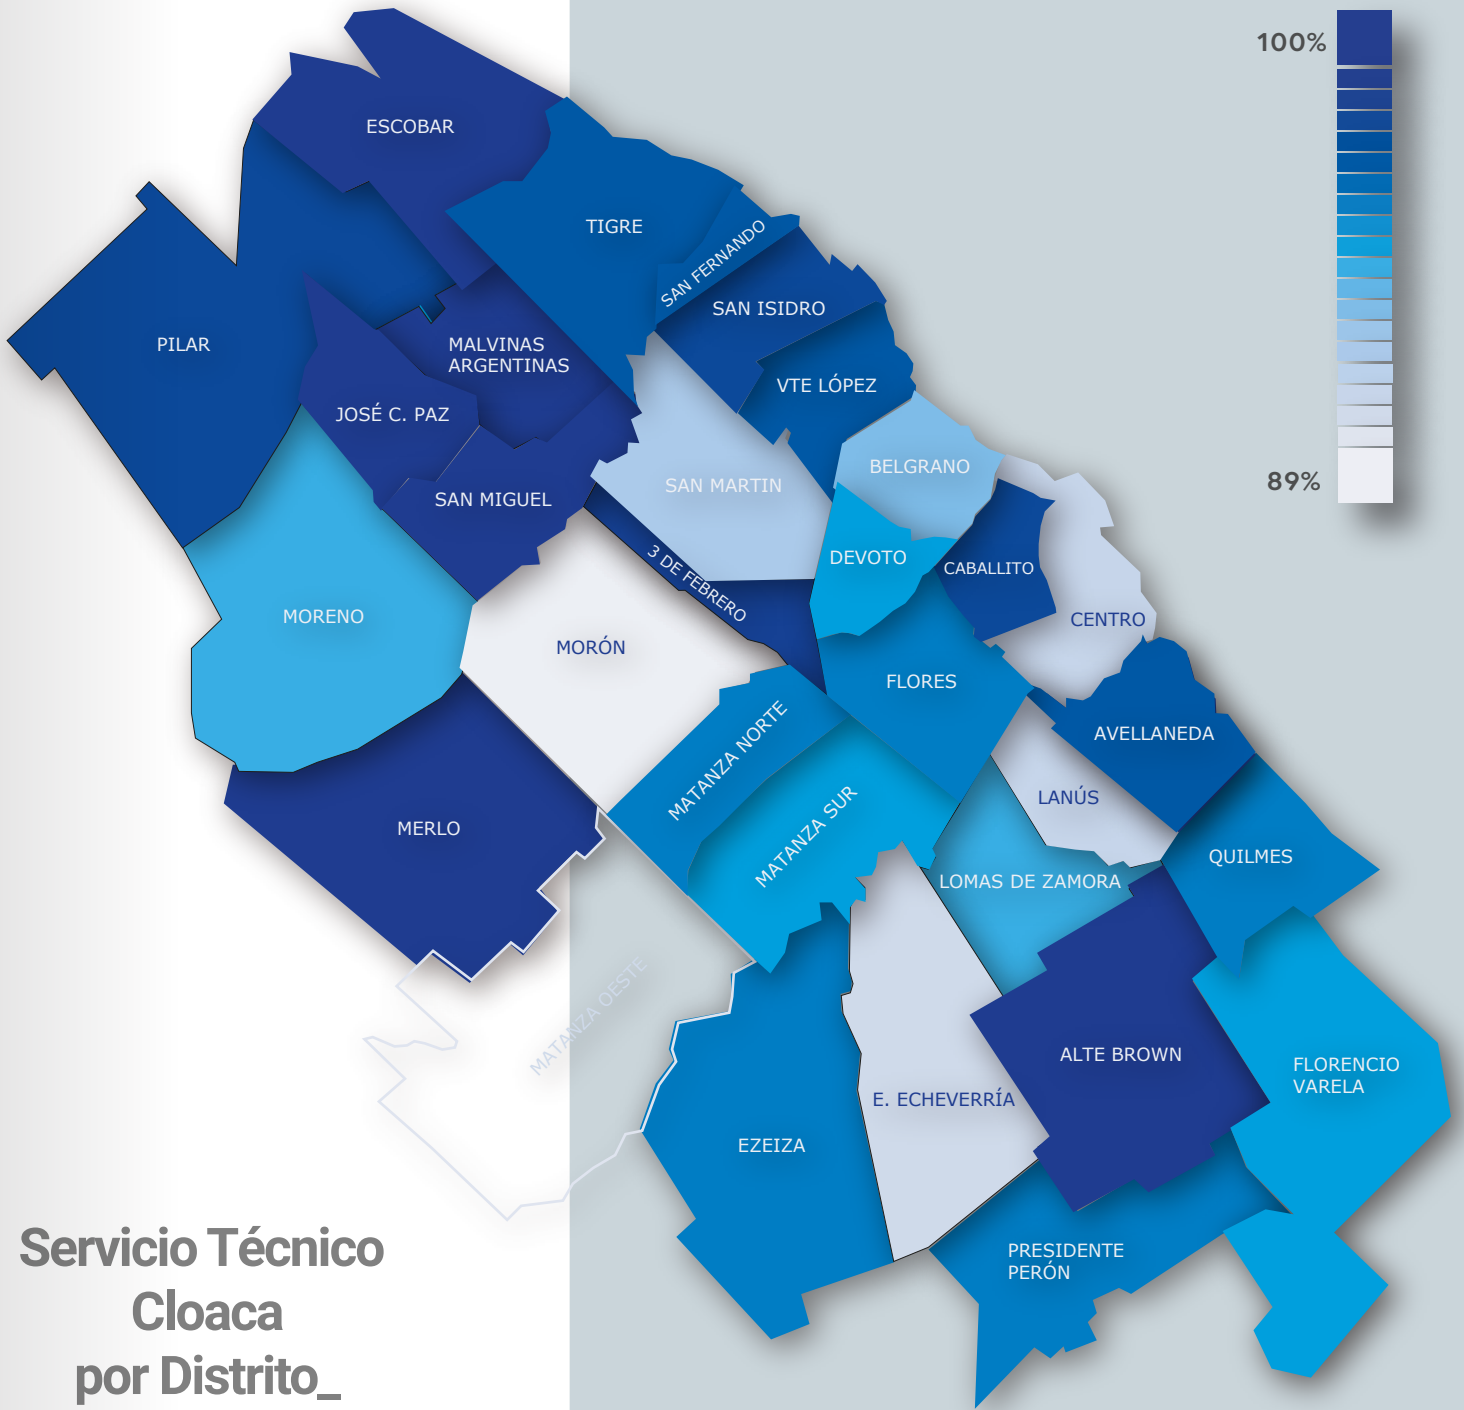 100%
ESCOBAR
TIGRE
SAN FERNANDO
SAN ISIDRO
PILAR
MALVINAS
ARGENTINAS
VTE LÓPEZ
JOSÉ C. PAZ
BELGRANO
89%
SAN MARTIN
SAN MIGUEL
DEVOTO
CABALLITO
3 DE FEBRERO
MORENO
CENTRO
MORÓN
FLORES
AVELLANEDA
MATANZA NORTE
LANÚS
MERLO
MATANZA SUR
QUILMES
LOMAS DE ZAMORA
MATANZA OESTE
ALTE BROWN
FLORENCIO
VARELA
E. ECHEVERRÍA
EZEIZA
PRESIDENTE
PERÓN
Servicio Técnico
Cloaca
por Distrito_